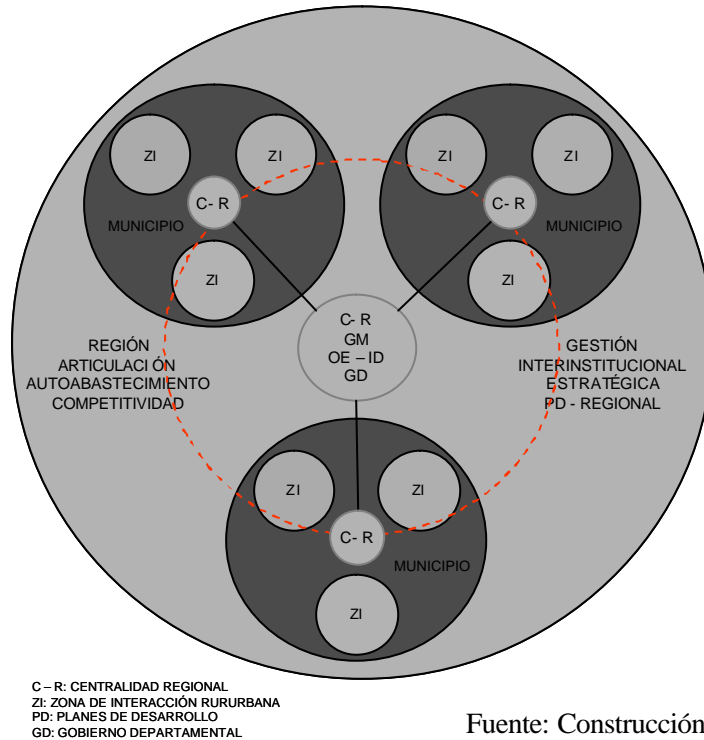 ZI
ZI
C- R
MUNICIPIO
ZI
ZI
ZI
C- R
MUNICIPIO
ZI
C- R
GM
OE – ID
GD
REGIÓN
ARTICULACI ÓN
AUTOABASTECIMIENTO
COMPETITIVIDAD
GESTIÓN
INTERINSTITUCIONAL
ESTRATÉGICA
PD - REGIONAL
ZI
ZI
C- R
MUNICIPIO
ZI
C – R: CENTRALIDAD REGIONAL
ZI: ZONA DE INTERACCIÓN RURURBANA
PD: PLANES DE DESARROLLO
GD: GOBIERNO DEPARTAMENTAL
Fuente: Construcción